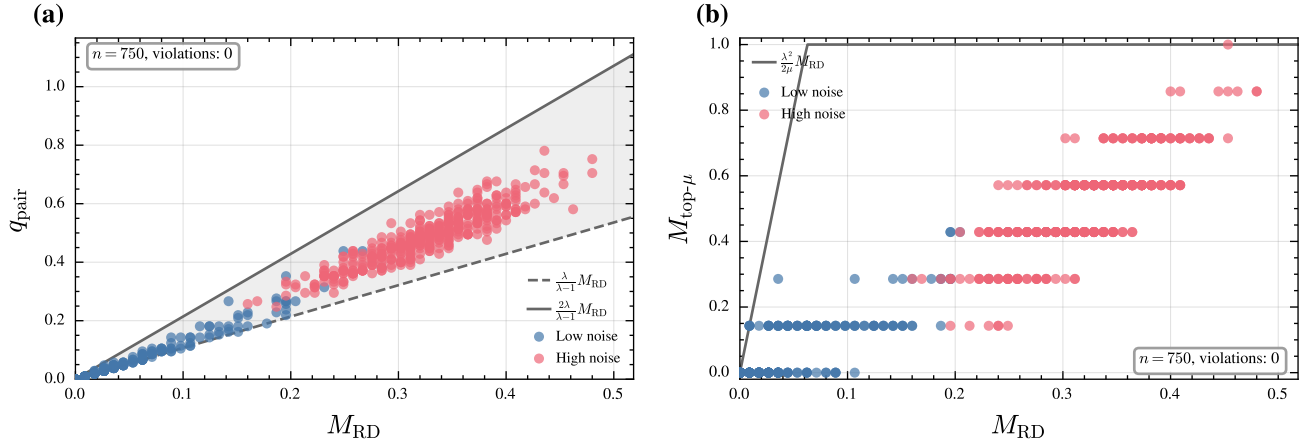 (a)
n = 750, violations: 0
q_pair
1.0
0.8
0.6
0.4
0.2
0.0
λ/(λ−1) M_RD
2λ/(λ−1) M_RD
Low noise
High noise
0.0 0.1 0.2 0.3 0.4 0.5
M_RD
(b)
M_top-μ
1.0
0.8
0.6
0.4
0.2
0.0
λ²/2μ M_RD
Low noise
High noise
n = 750, violations: 0
0.0 0.1 0.2 0.3 0.4 0.5
M_RD